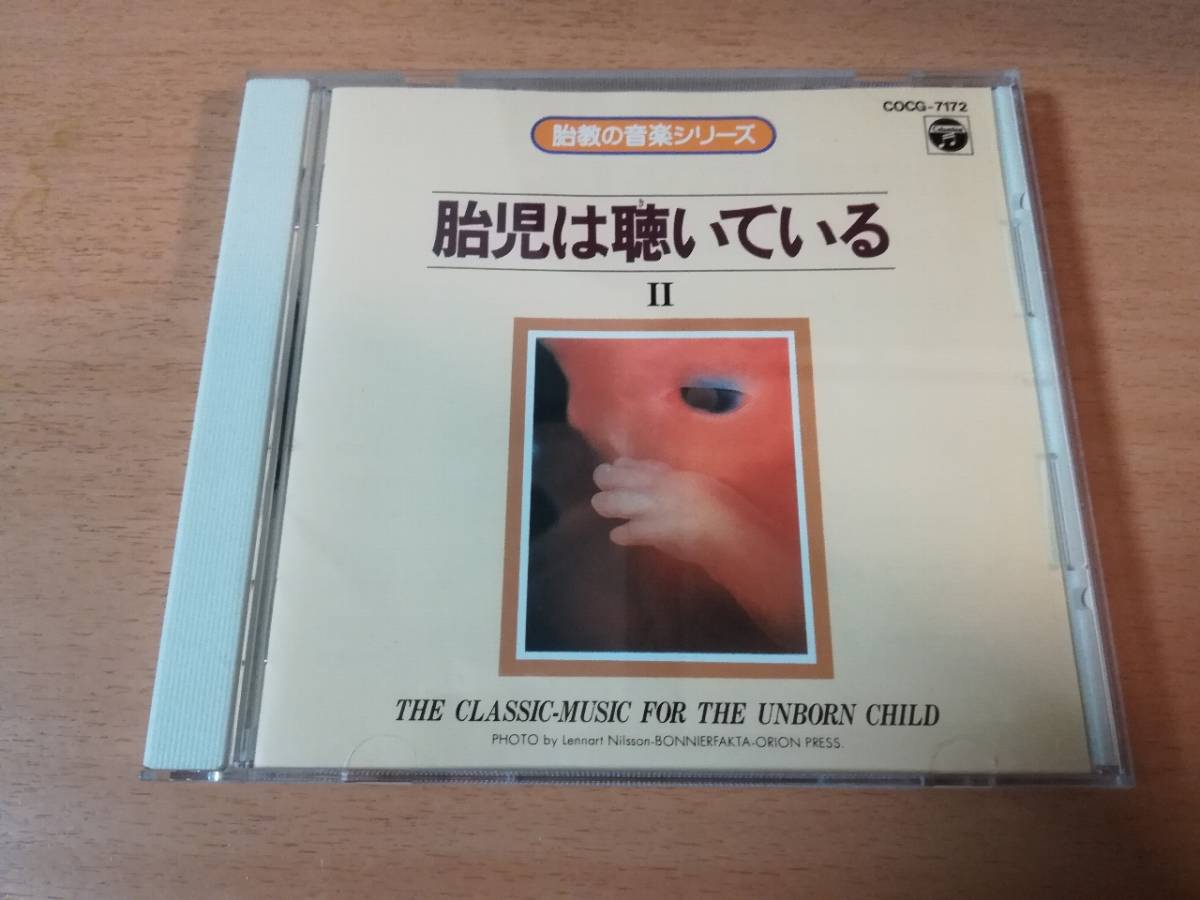 COCG-7172
胎教の音楽シリーズ
胎児は聴いている
II
THE CLASSIC-MUSIC FOR THE UNBORN CHILD
PHOTO by Lennart Nilsson-BONNIERFAKTA-ORION PRESS.